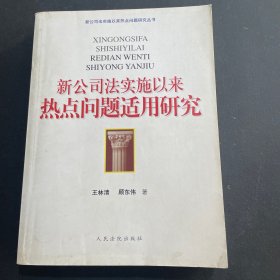 新公司法实施以来热点问题研究丛书
XINGONGSIFA
SHISHIYILAI
REDIAN WENTI
SHIYONG YANJIU
新公司法实施以来
热点问题适用研究
王林清 顾东伟 著
人民法院出版社